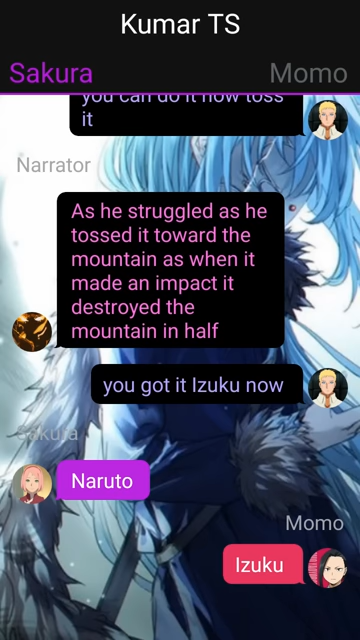 Kumar TS
Sakura
Momo
you can do it now toss
it
Narrator
As he struggled as he
tossed it toward the
mountain as when it
made an impact it
destroyed the
mountain in half
you got it Izuku now
Sakura
Naruto
Momo
Izuku